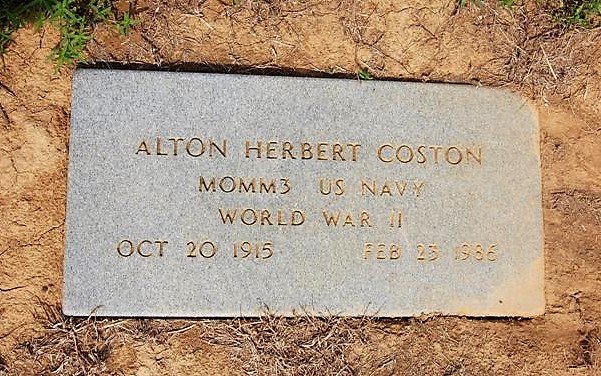 ALTON HERBERT COSTON
MOMM3 US NAVY
WORLD WAR II
OCT 20 1915 FEB 23 1986